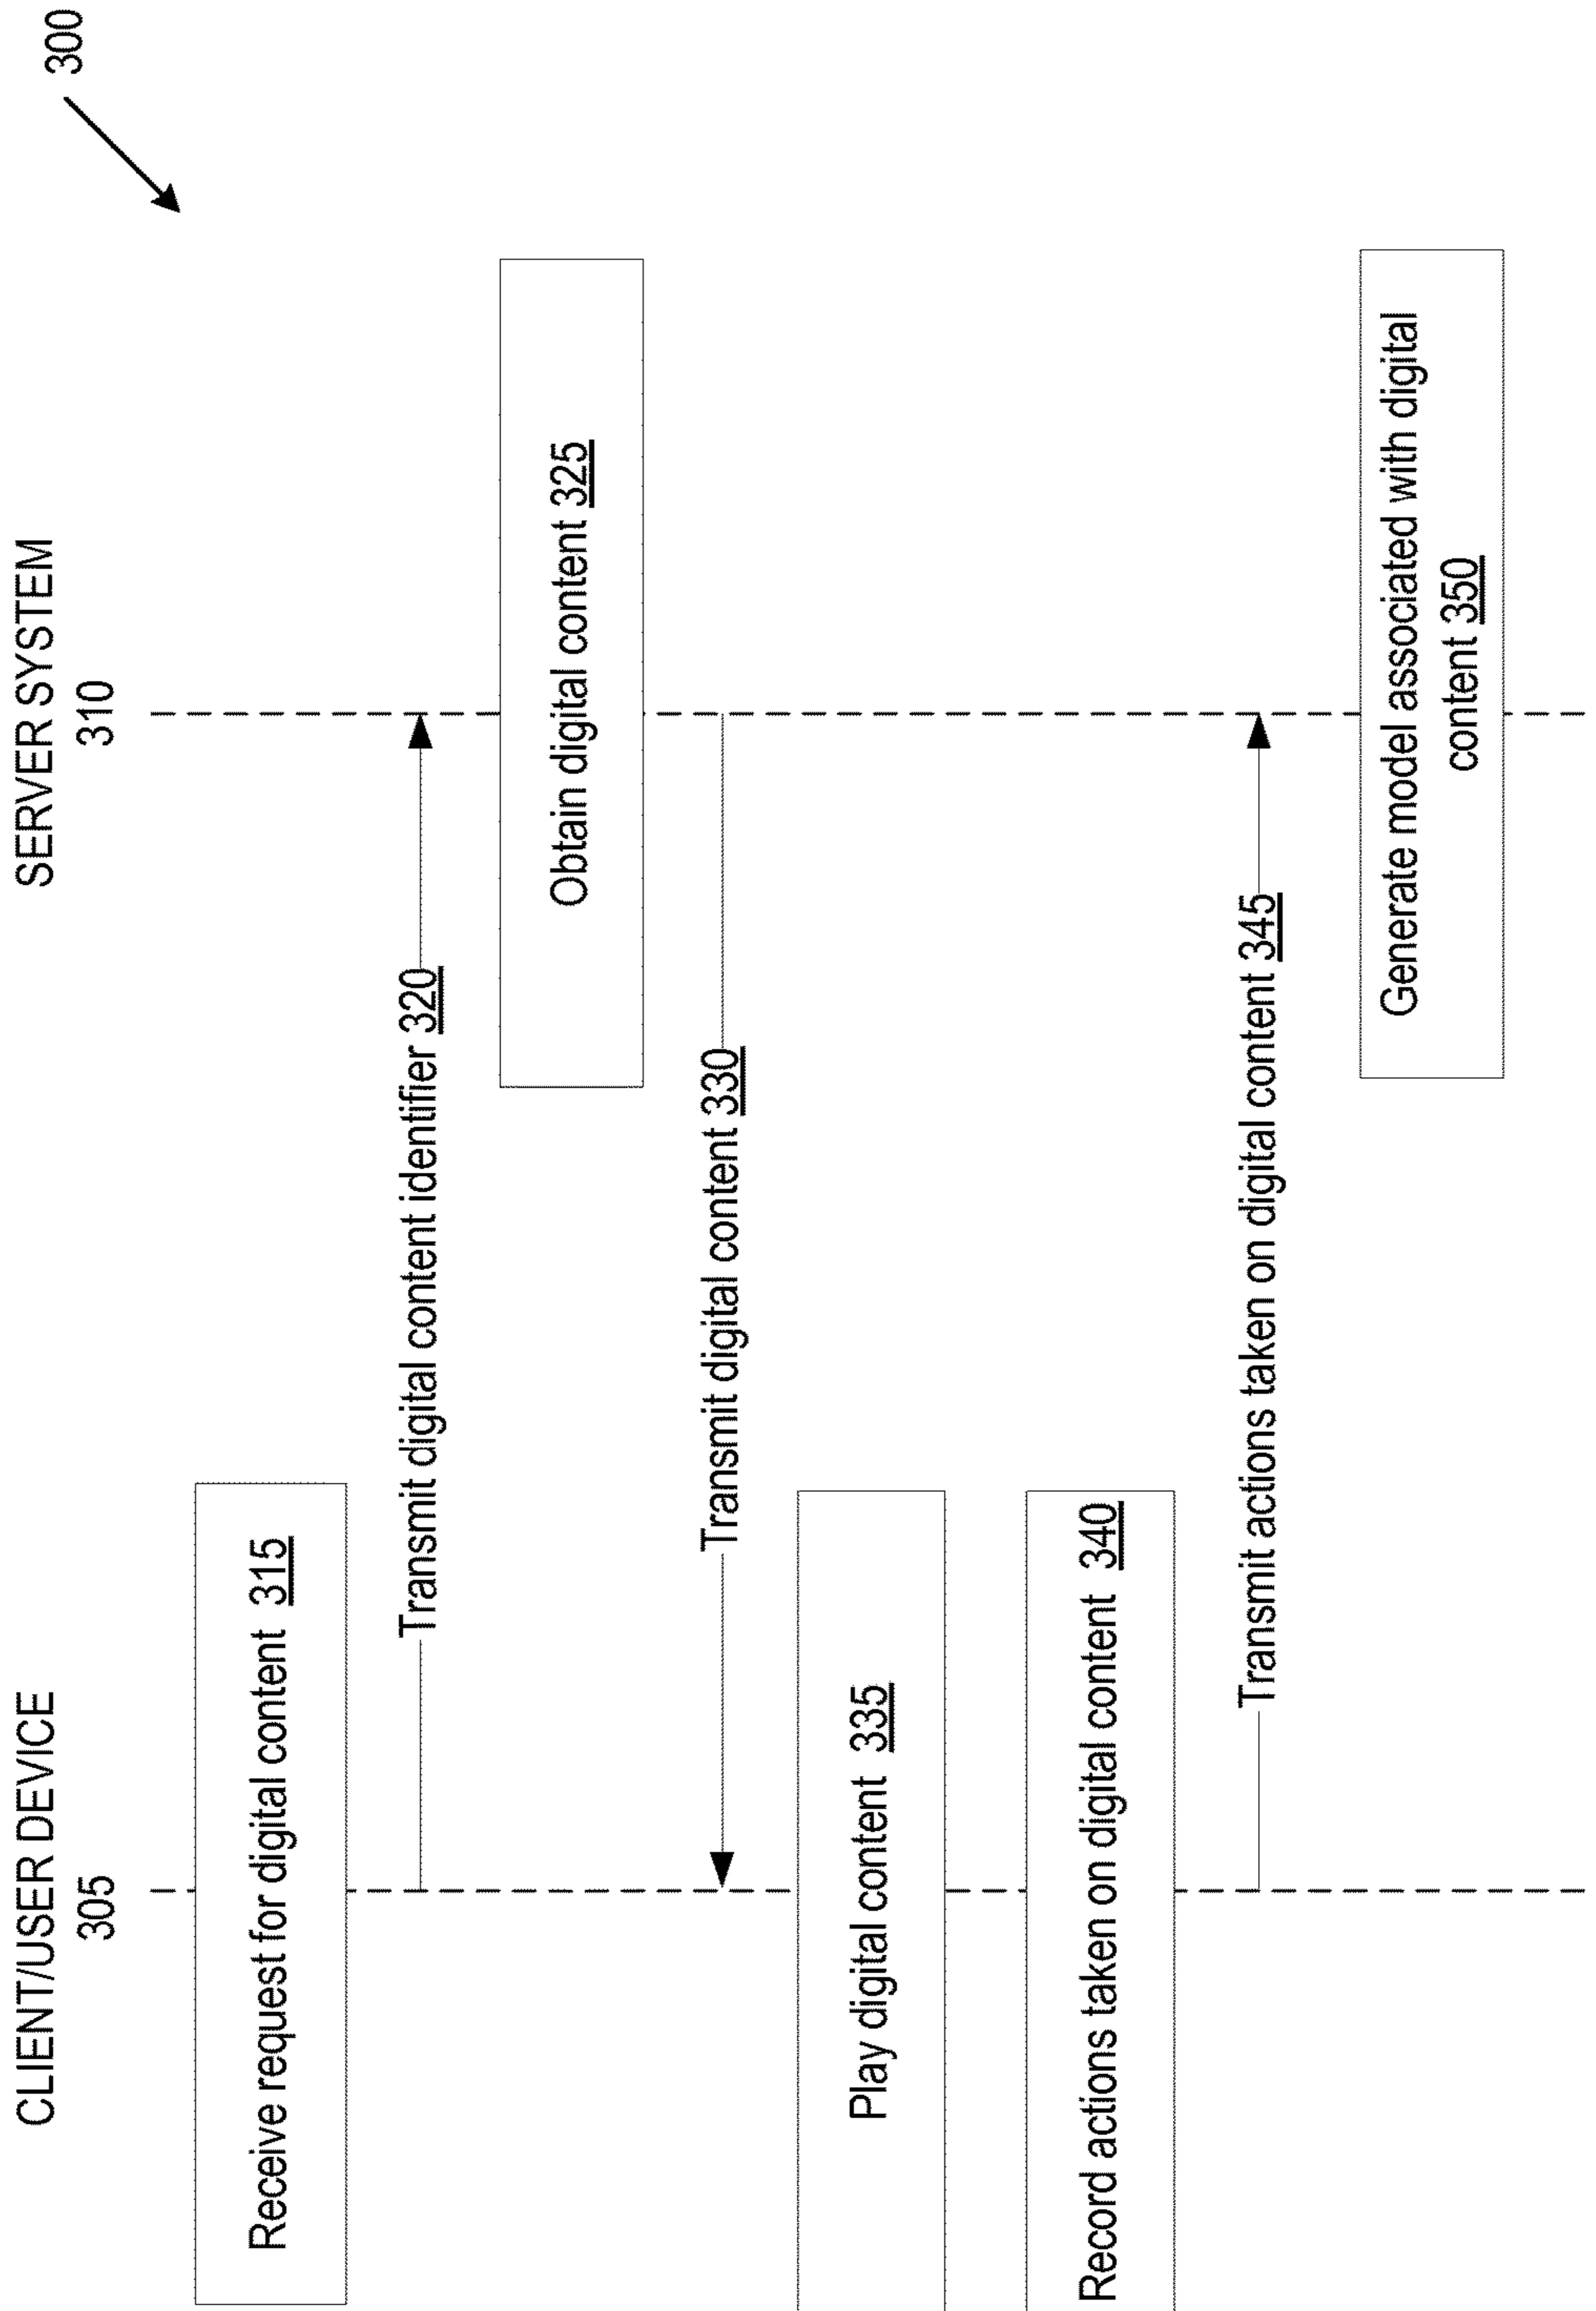 300
CLIENT/USER DEVICE
305
SERVER SYSTEM
310
Receive request for digital content 315
Transmit digital content identifier 320
Obtain digital content 325
Transmit digital content 330
Play digital content 335
Record actions taken on digital content 340
Transmit actions taken on digital content 345
Generate model associated with digital
content 350